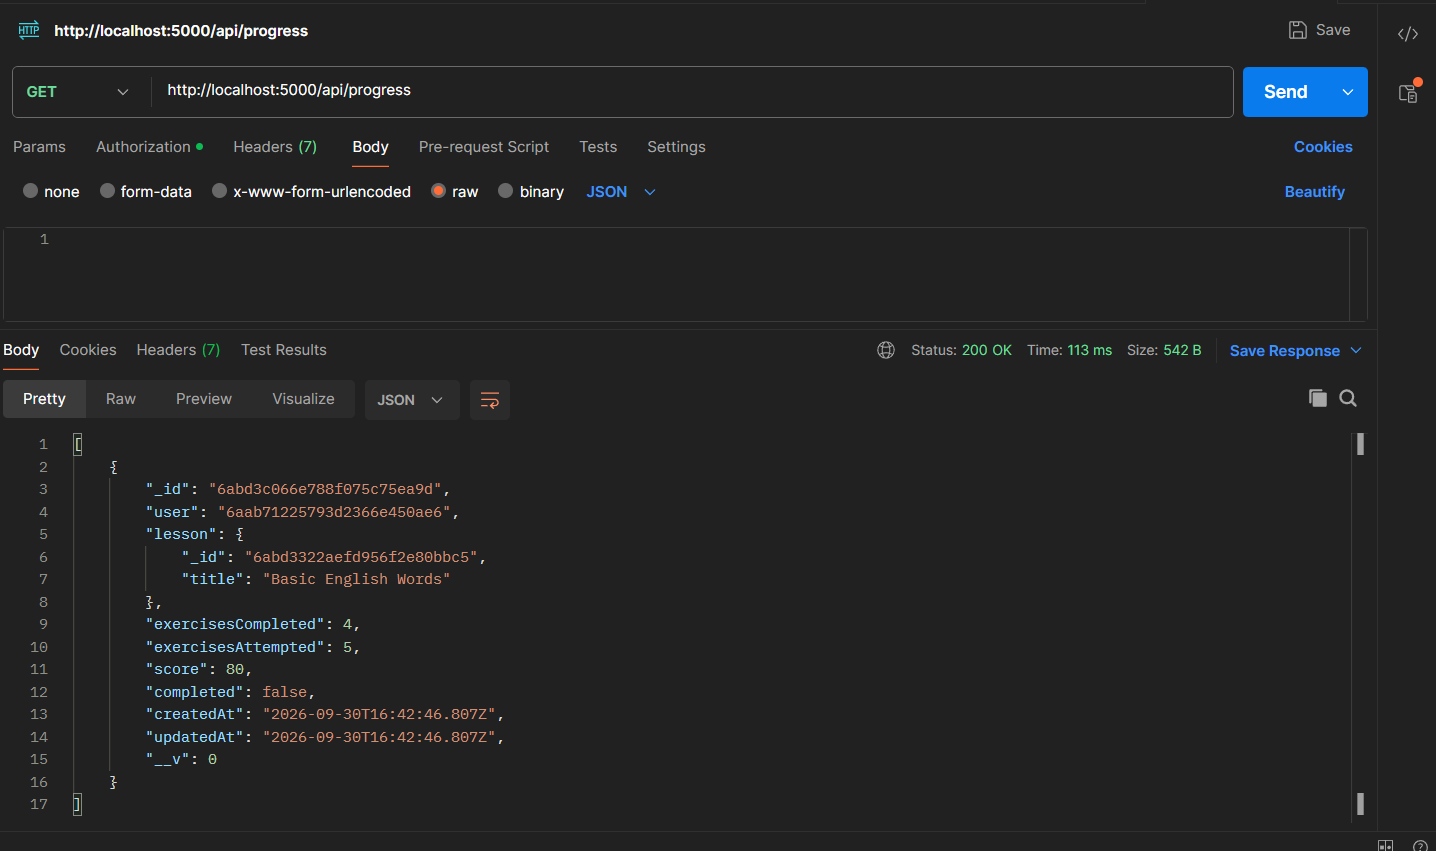 HTTP http://localhost:5000/api/progress Save
GET http://localhost:5000/api/progress Send
Params Authorization Headers (7) Body Pre-request Script Tests Settings Cookies
none form-data x-www-form-urlencoded raw binary JSON Beautify
1
Body Cookies Headers (7) Test Results Status: 200 OK Time: 113 ms Size: 542 B Save Response
Pretty Raw Preview Visualize JSON
1 [
2 {
3 "_id": "6abd3c066e788f075c75ea9d",
4 "user": "6aab71225793d2366e450ae6",
5 "lesson": {
6 "_id": "6abd3322aefd956f2e80bbc5",
7 "title": "Basic English Words"
8 },
9 "exercisesCompleted": 4,
10 "exercisesAttempted": 5,
11 "score": 80,
12 "completed": false,
13 "createdAt": "2026-09-30T16:42:46.807Z",
14 "updatedAt": "2026-09-30T16:42:46.807Z",
15 "__v": 0
16 }
17 ]